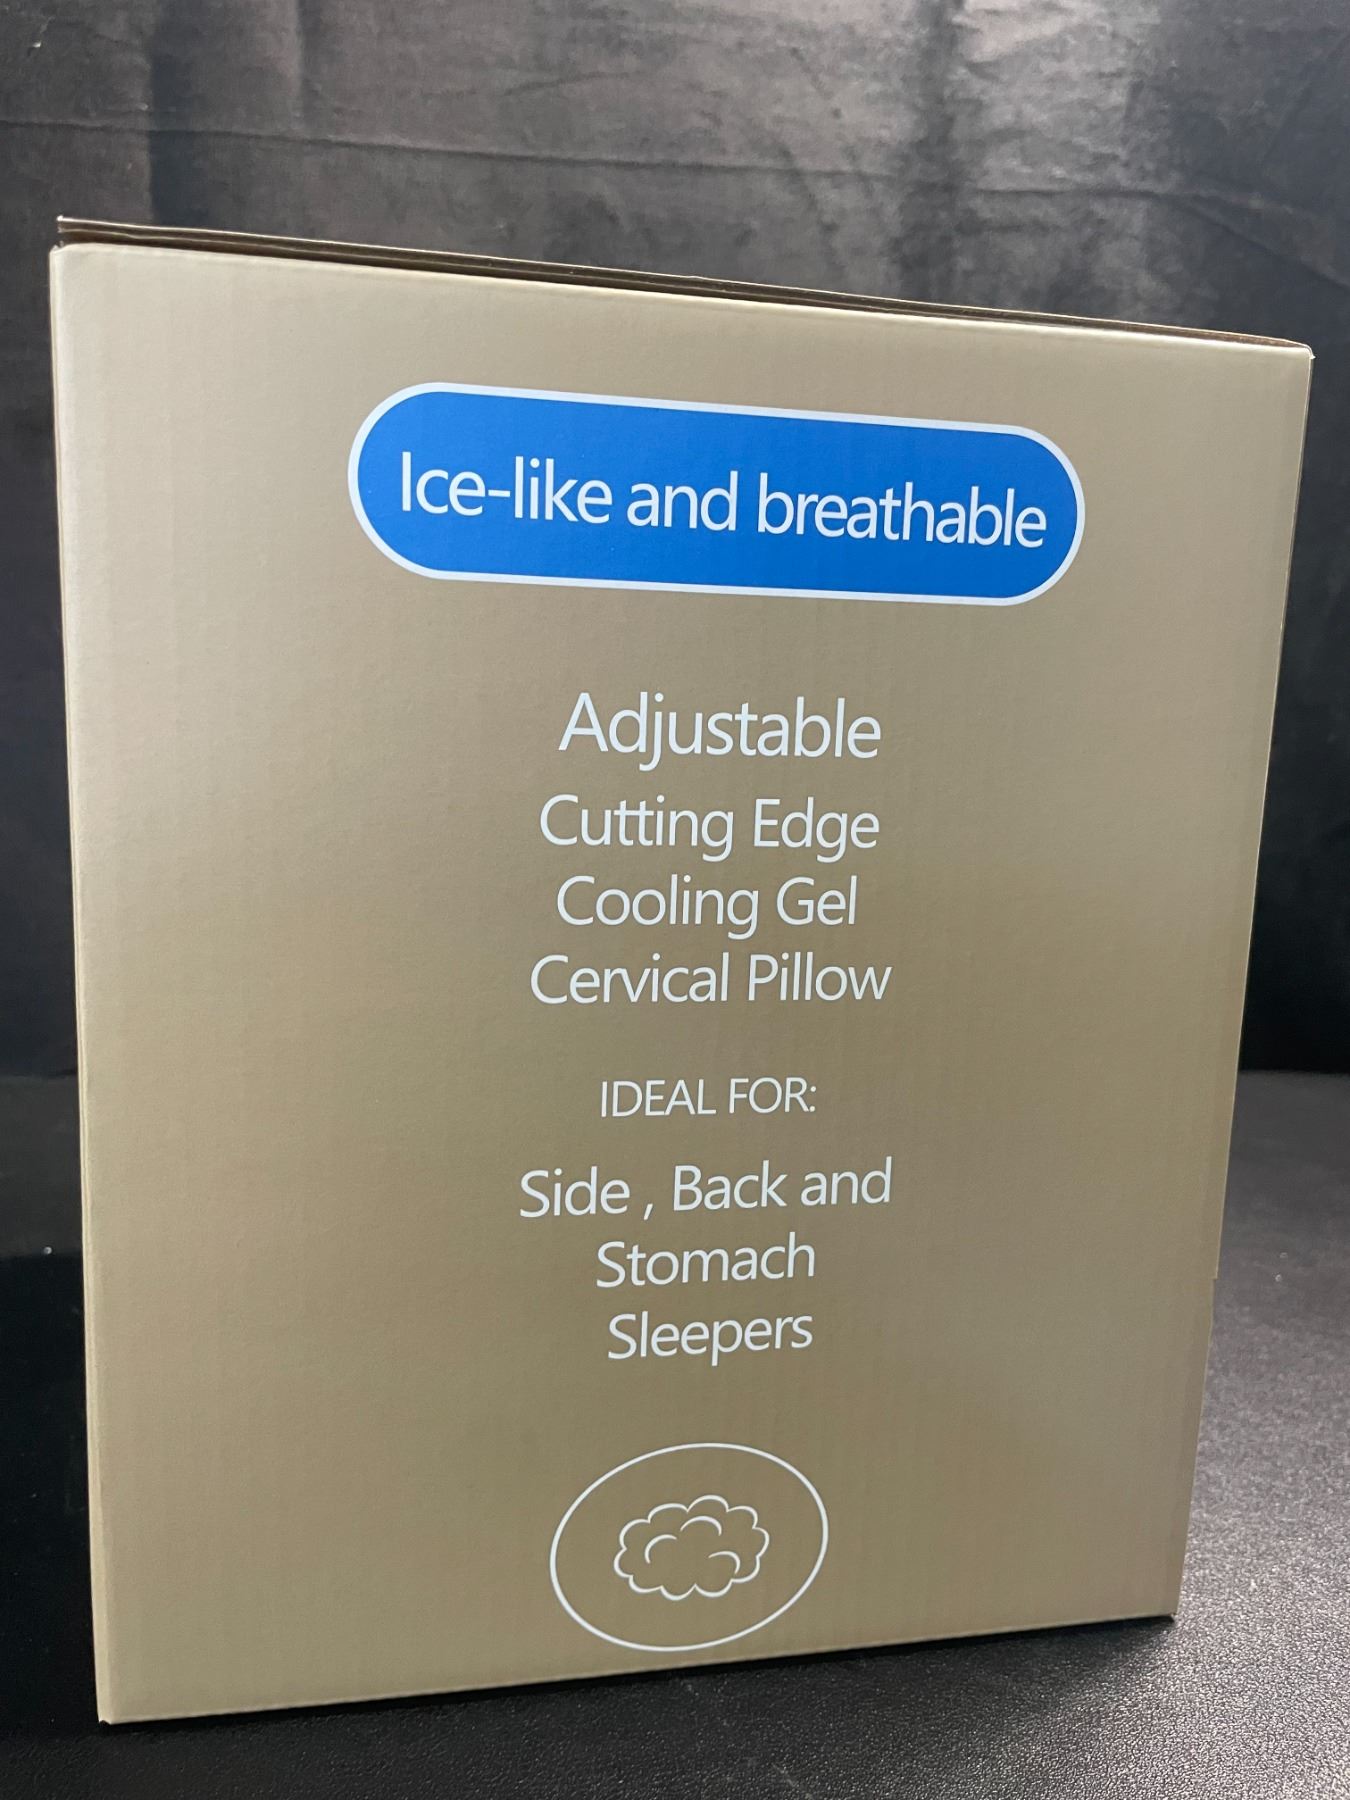 Ice-like and breathable
Adjustable
Cutting Edge
Cooling Gel
Cervical Pillow
IDEAL FOR:
Side , Back and
Stomach
Sleepers